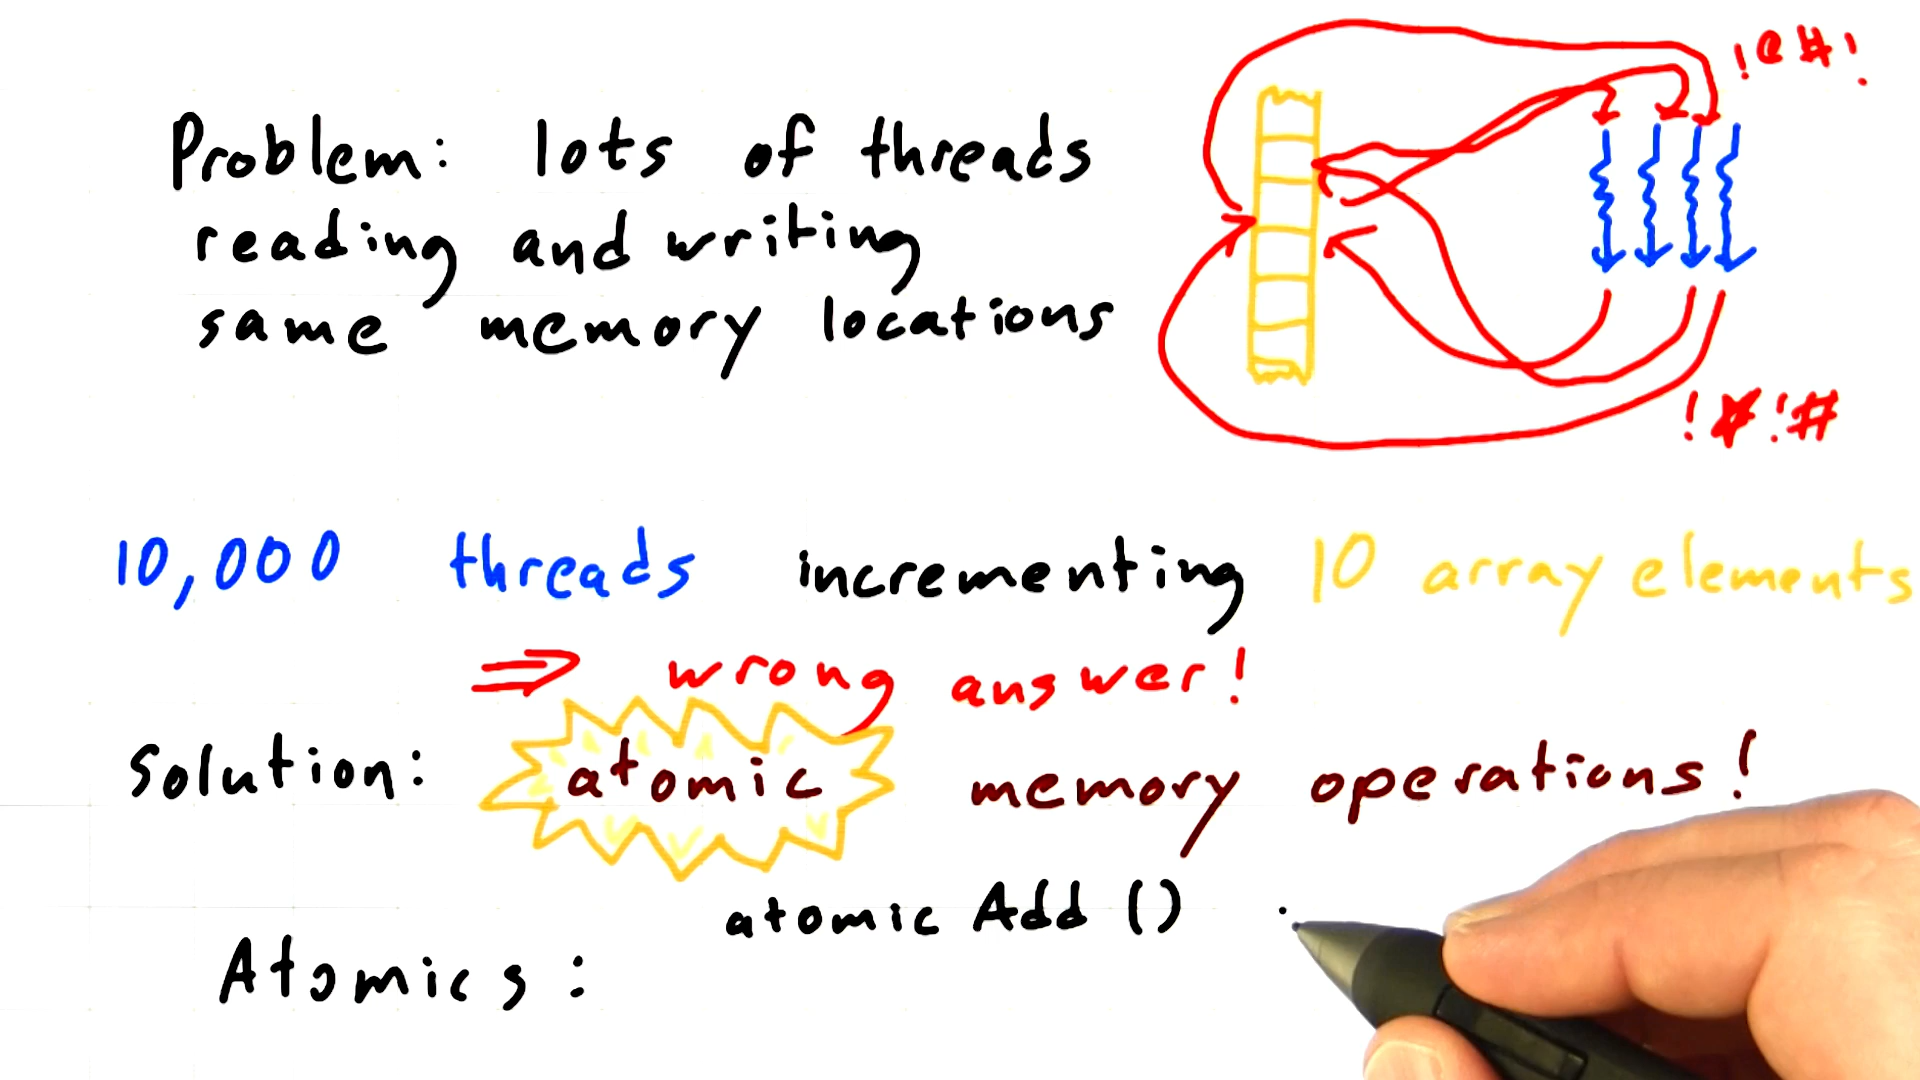 Problem: lots of threads
reading and writing
same memory locations
!@#!
!*!#
10,000 threads incrementing 10 array elements
⇒ wrong answer!
Solution: atomic memory operations!
Atomics: atomic Add ()